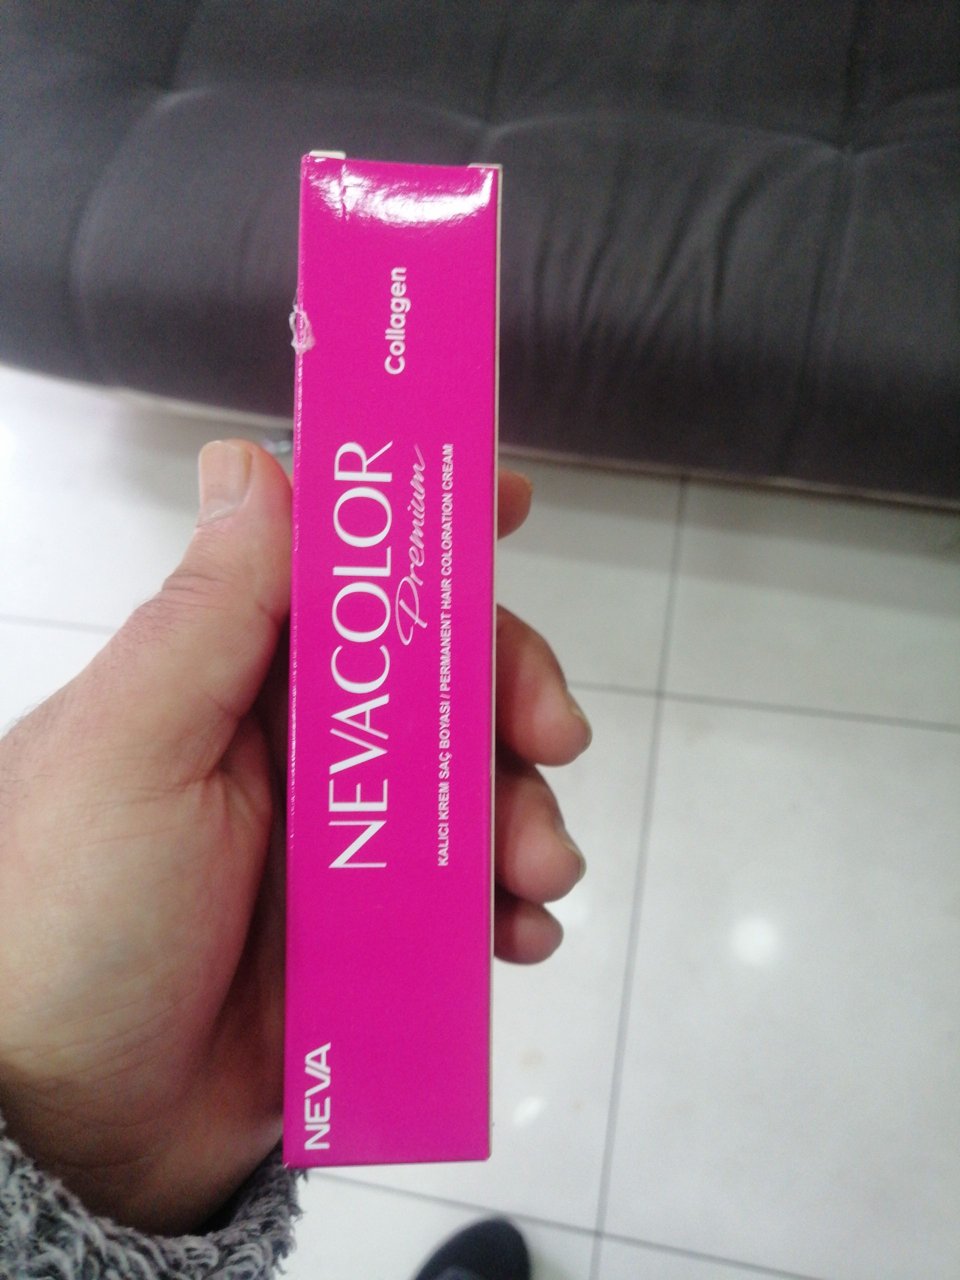 NEVA
NEVACOLOR
Premium
Collagen
KALICI KREM SAÇ BOYASI / PERMANENT HAIR COLORATION CREAM